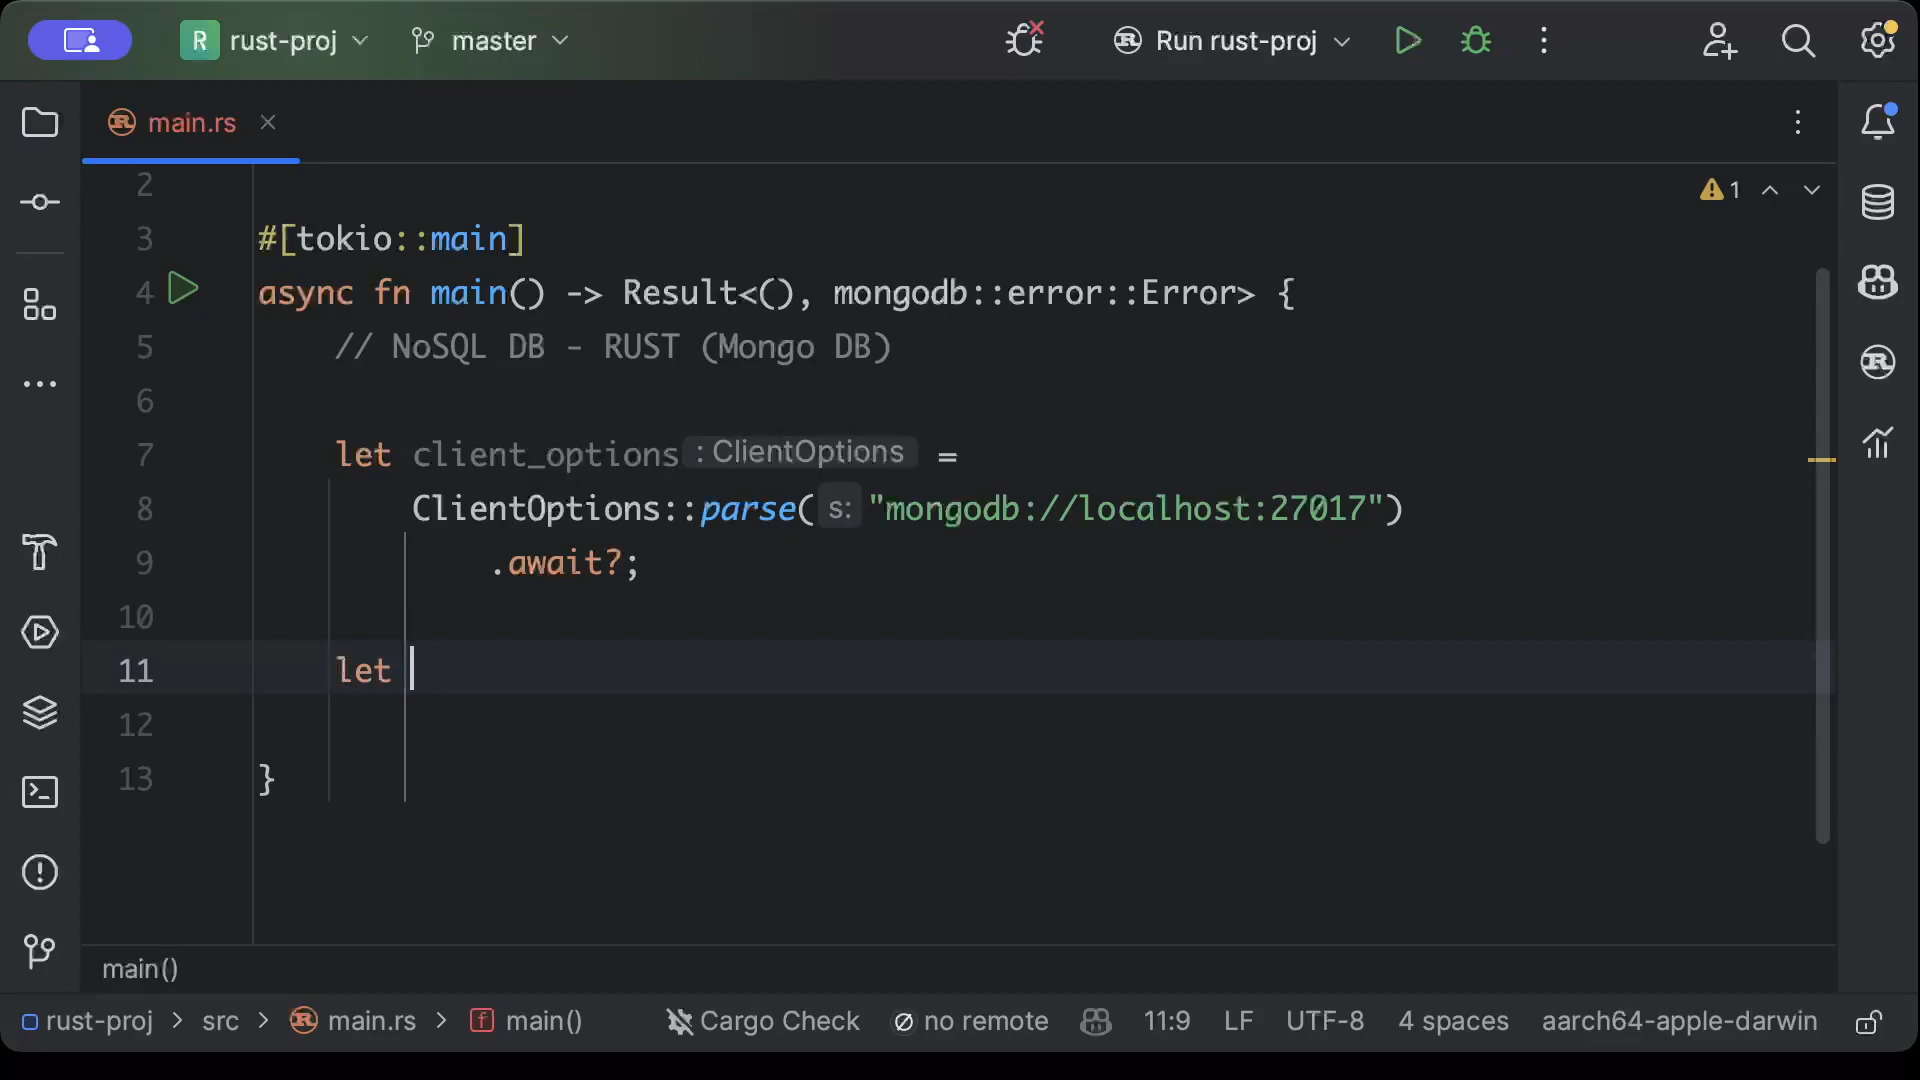 R rust-proj master Run rust-proj
main.rs
1
2
3 #[tokio::main]
4 async fn main() -> Result<(), mongodb::error::Error> {
5 // NoSQL DB - RUST (Mongo DB)
6
7 let client_options : ClientOptions =
8 ClientOptions::parse( s: "mongodb://localhost:27017")
9 .await?;
10
11 let
12
13 }
main()
rust-proj > src > main.rs > f main() Cargo Check no remote 11:9 LF UTF-8 4 spaces aarch64-apple-darwin